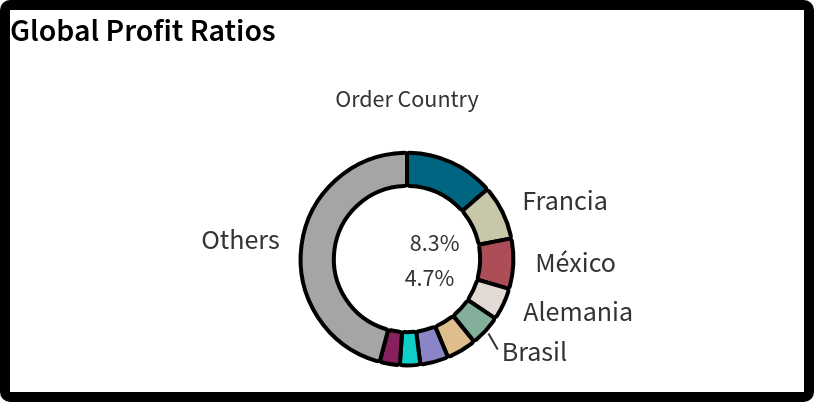 Global Profit Ratios
Order Country
Francia
Others
8.3%
México
4.7%
Alemania
Brasil